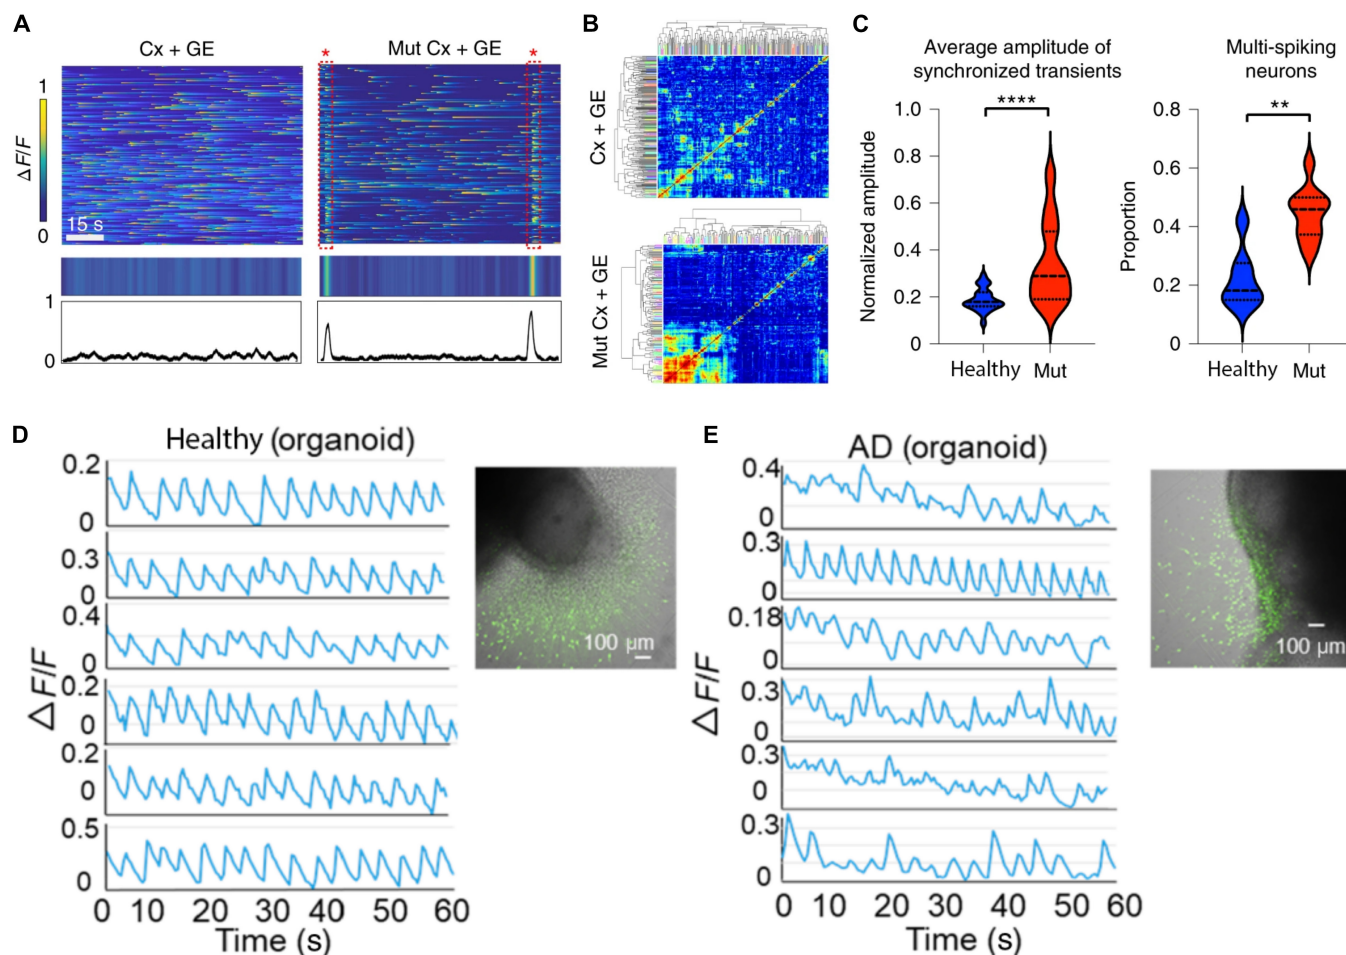 A
Cx + GE
Mut Cx + GE
*
*
1
ΔF/F
0
15 s
1
0
B
Cx + GE
Mut Cx + GE
C
Average amplitude of
synchronized transients
Multi-spiking
neurons
Normalized amplitude
1.0
0.8
0.6
0.4
0.2
0
****
Healthy
Mut
Proportion
0.8
0.6
0.4
0.2
0
**
Healthy
Mut
D
Healthy (organoid)
0.2
0
0.3
0
0.4
0
0.2
0
0.2
0
0.5
0
ΔF/F
0 10 20 30 40 50 60
Time (s)
100 µm
E
AD (organoid)
0.4
0
0.3
0
0.18
0
0.3
0
0.3
0
0.3
0
ΔF/F
0 10 20 30 40 50 60
Time (s)
100 µm